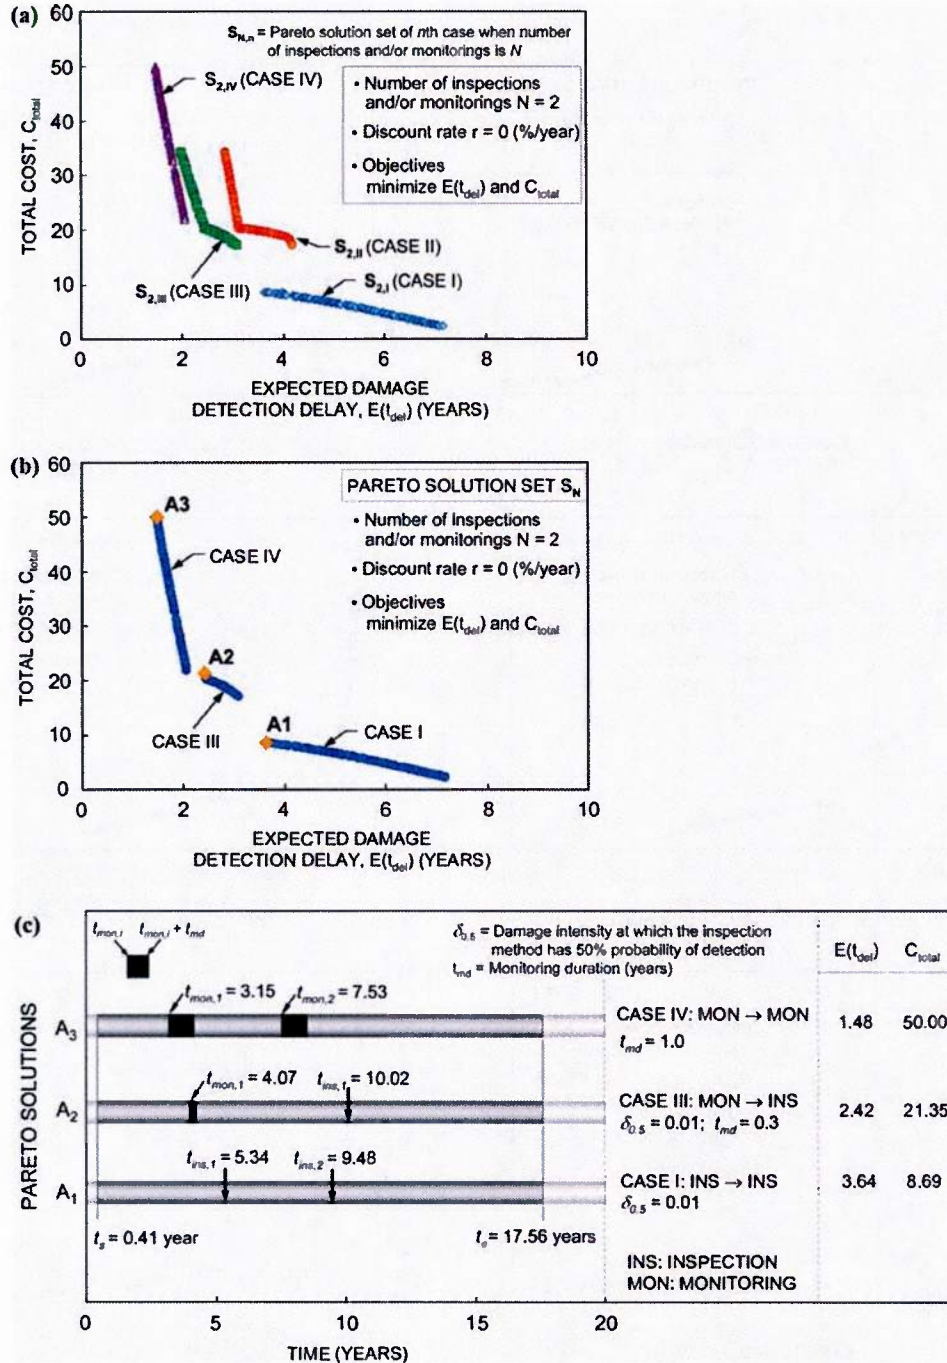 (a)
S_N,n = Pareto solution set of nth case when number
of inspections and/or monitorings is N
• Number of inspections
and/or monitorings N = 2
• Discount rate r = 0 (%/year)
• Objectives
minimize E(t_del) and C_total
S_2,IV (CASE IV)
S_2,II (CASE II)
S_2,III (CASE III)
S_2,I (CASE I)
TOTAL COST, C_total
60
50
40
30
20
10
0
0 2 4 6 8 10
EXPECTED DAMAGE
DETECTION DELAY, E(t_del) (YEARS)
(b)
PARETO SOLUTION SET S_N
• Number of Inspections
and/or monitorings N = 2
• Discount rate r = 0 (%/year)
• Objectives
minimize E(t_del) and C_total
A3
CASE IV
A2
CASE III
A1
CASE I
TOTAL COST, C_total
60
50
40
30
20
10
0
0 2 4 6 8 10
EXPECTED DAMAGE
DETECTION DELAY, E(t_del) (YEARS)
(c)
t_mon,i t_mon,i + t_md
δ_0.5 = Damage intensity at which the inspection
method has 50% probability of detection
t_md = Monitoring duration (years)
E(t_del) C_total
PARETO SOLUTIONS
A_3
t_mon,1 = 3.15 t_mon,2 = 7.53
CASE IV: MON → MON
t_md = 1.0
1.48 50.00
A_2
t_mon,1 = 4.07 t_ins,1 = 10.02
CASE III: MON → INS
δ_0.5 = 0.01; t_md = 0.3
2.42 21.35
A_1
t_ins,1 = 5.34 t_ins,2 = 9.48
CASE I: INS → INS
δ_0.5 = 0.01
3.64 8.69
t_s = 0.41 year
t_e = 17.56 years
INS: INSPECTION
MON: MONITORING
0 5 10 15 20
TIME (YEARS)